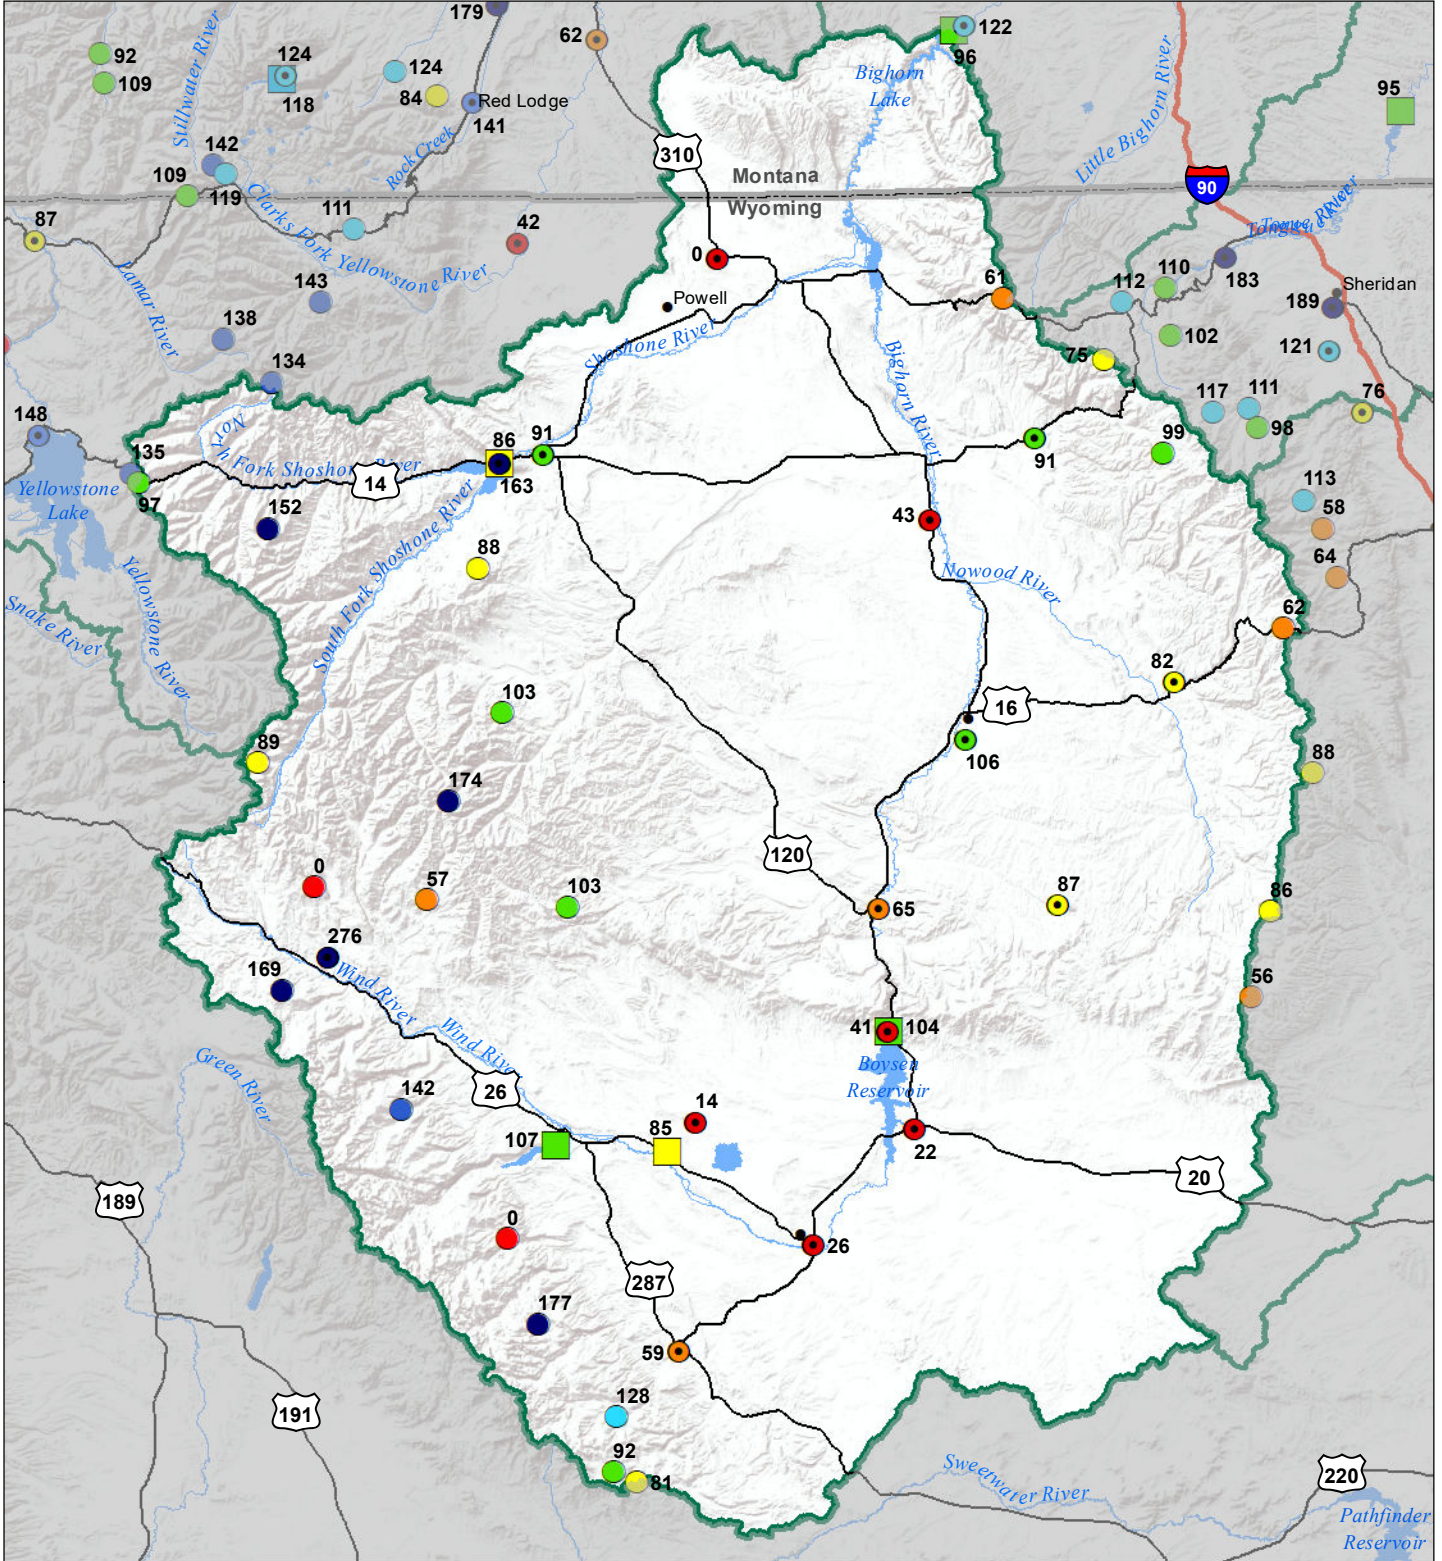 179
62
122
96
92
109
124
118
124
84
Red Lodge
141
Stillwater River
Rock Creek
Bighorn
Lake
Little Bighorn River
95
310
90
Montana
Wyoming
142
119
109
111
Clarks Fork Yellowstone River
87
42
Lamar River
143
138
134
0
Powell
Shoshone River
61
Bighorn River
75
112
110
183
Tongue River
Sheridan
189
102
121
117
111
98
76
148
135
97
Yellowstone
Lake
North Fork Shoshone River
14
86
163
91
91
99
152
88
43
113
58
64
South Fork Shoshone River
Nowood River
Yellowstone River
Snake River
62
82
16
106
103
89
174
88
120
0
57
103
65
87
86
276
169
Wind River
Wind River
56
41
104
Boysen
Reservoir
Green River
142
26
14
107
85
22
20
189
0
26
287
177
59
191
128
92
81
Sweetwater River
220
Pathfinder
Reservoir